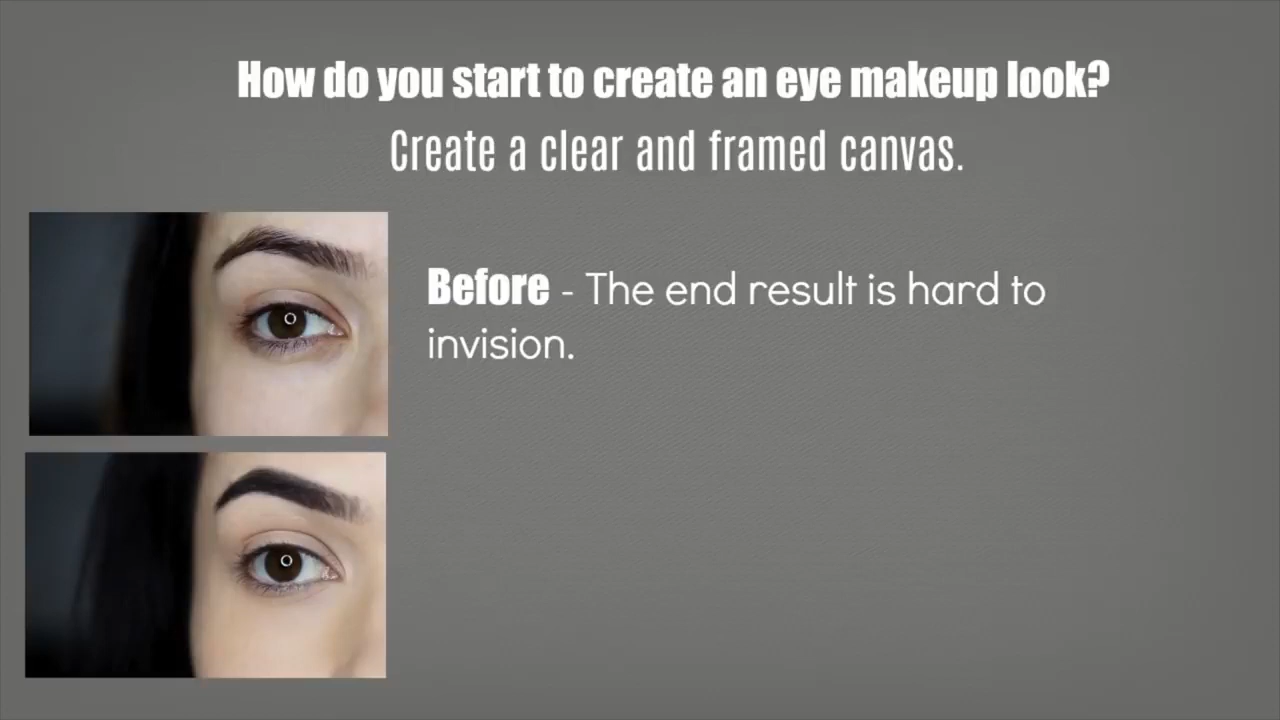 How do you start to create an eye makeup look?
Create a clear and framed canvas.
Before - The end result is hard to
invision.